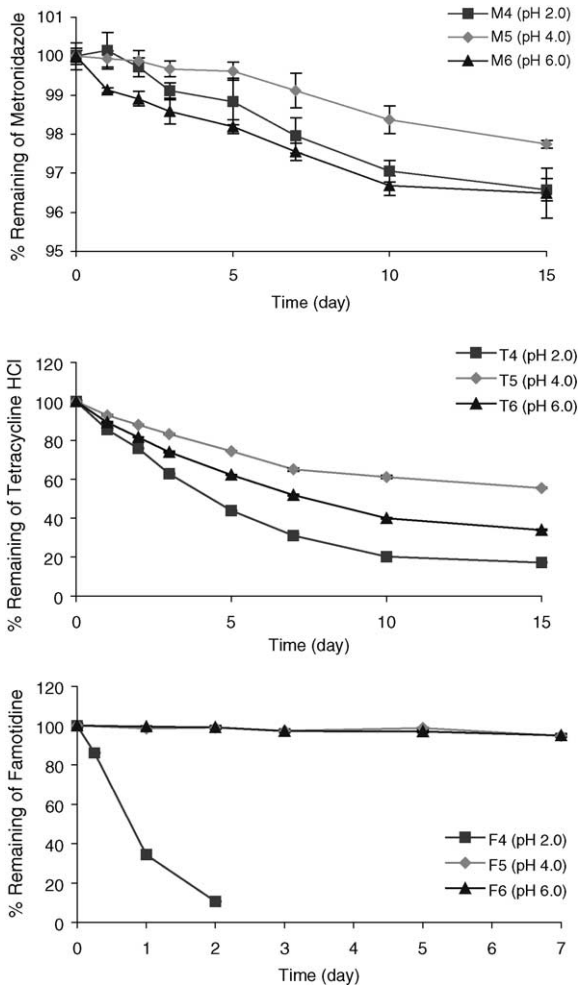 101
100
99
98
97
96
95
% Remaining of Metronidazole
M4 (pH 2.0)
M5 (pH 4.0)
M6 (pH 6.0)
0 5 10 15
Time (day)
120
100
80
60
40
20
0
% Remaining of Tetracycline HCl
T4 (pH 2.0)
T5 (pH 4.0)
T6 (pH 6.0)
0 5 10 15
Time (day)
120
100
80
60
40
20
0
% Remaining of Famotidine
F4 (pH 2.0)
F5 (pH 4.0)
F6 (pH 6.0)
0 1 2 3 4 5 6 7
Time (day)